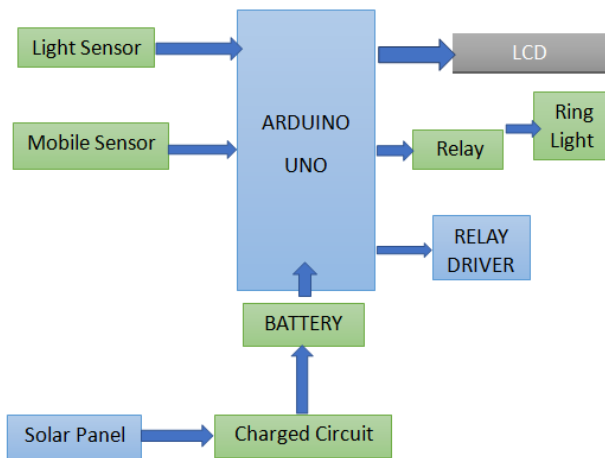 Light Sensor
LCD
Ring
Light
Mobile Sensor
ARDUINO
UNO
Relay
RELAY
DRIVER
BATTERY
Solar Panel
Charged Circuit